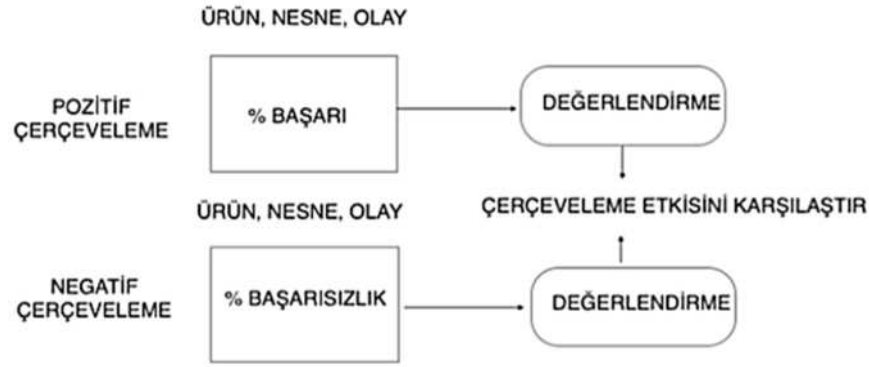 ÜRÜN, NESNE, OLAY
POZİTİF
ÇERÇEVELEME
% BAŞARI
DEĞERLENDİRME
ÜRÜN, NESNE, OLAY
ÇERÇEVELEME ETKİSİNİ KARŞILAŞTIR
NEGATİF
ÇERÇEVELEME
% BAŞARISIZLIK
DEĞERLENDİRME